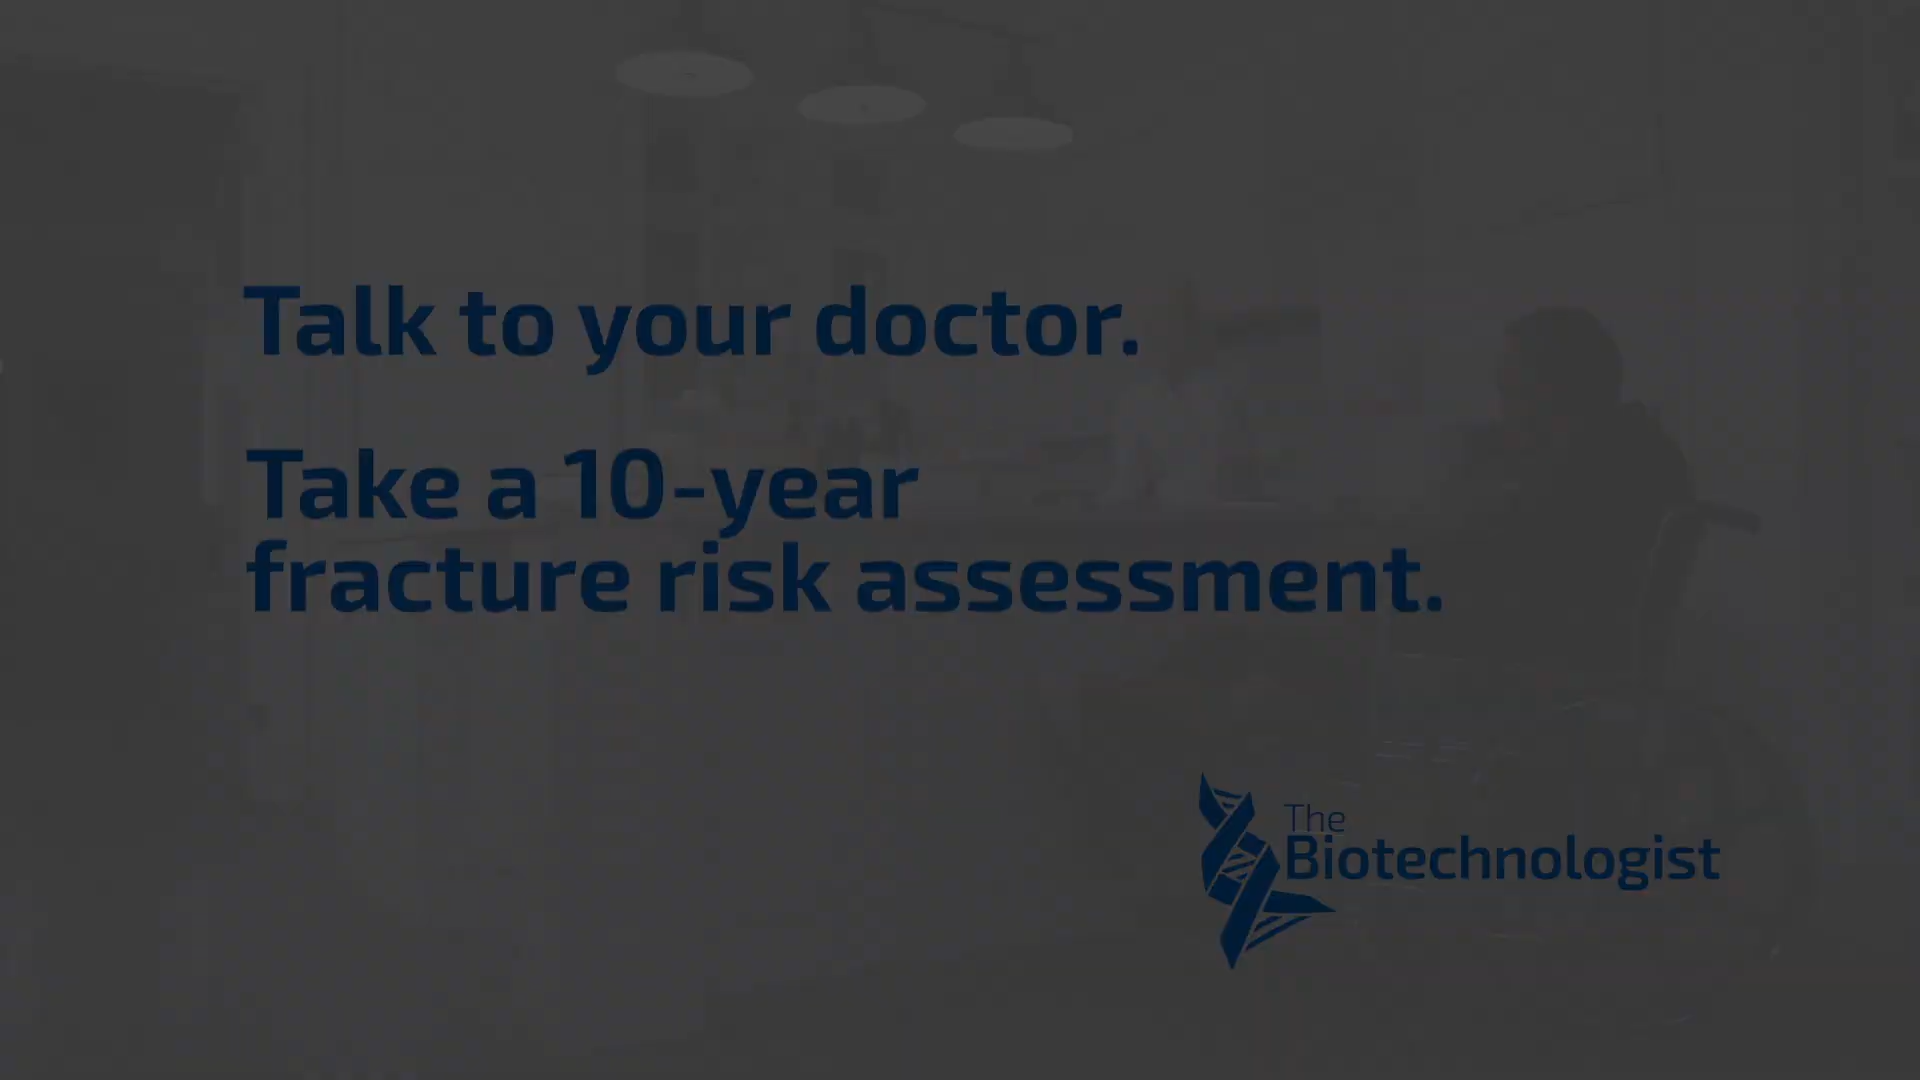 Talk to your doctor.
Take a 10-year
fracture risk assessment.
The
Biotechnologist